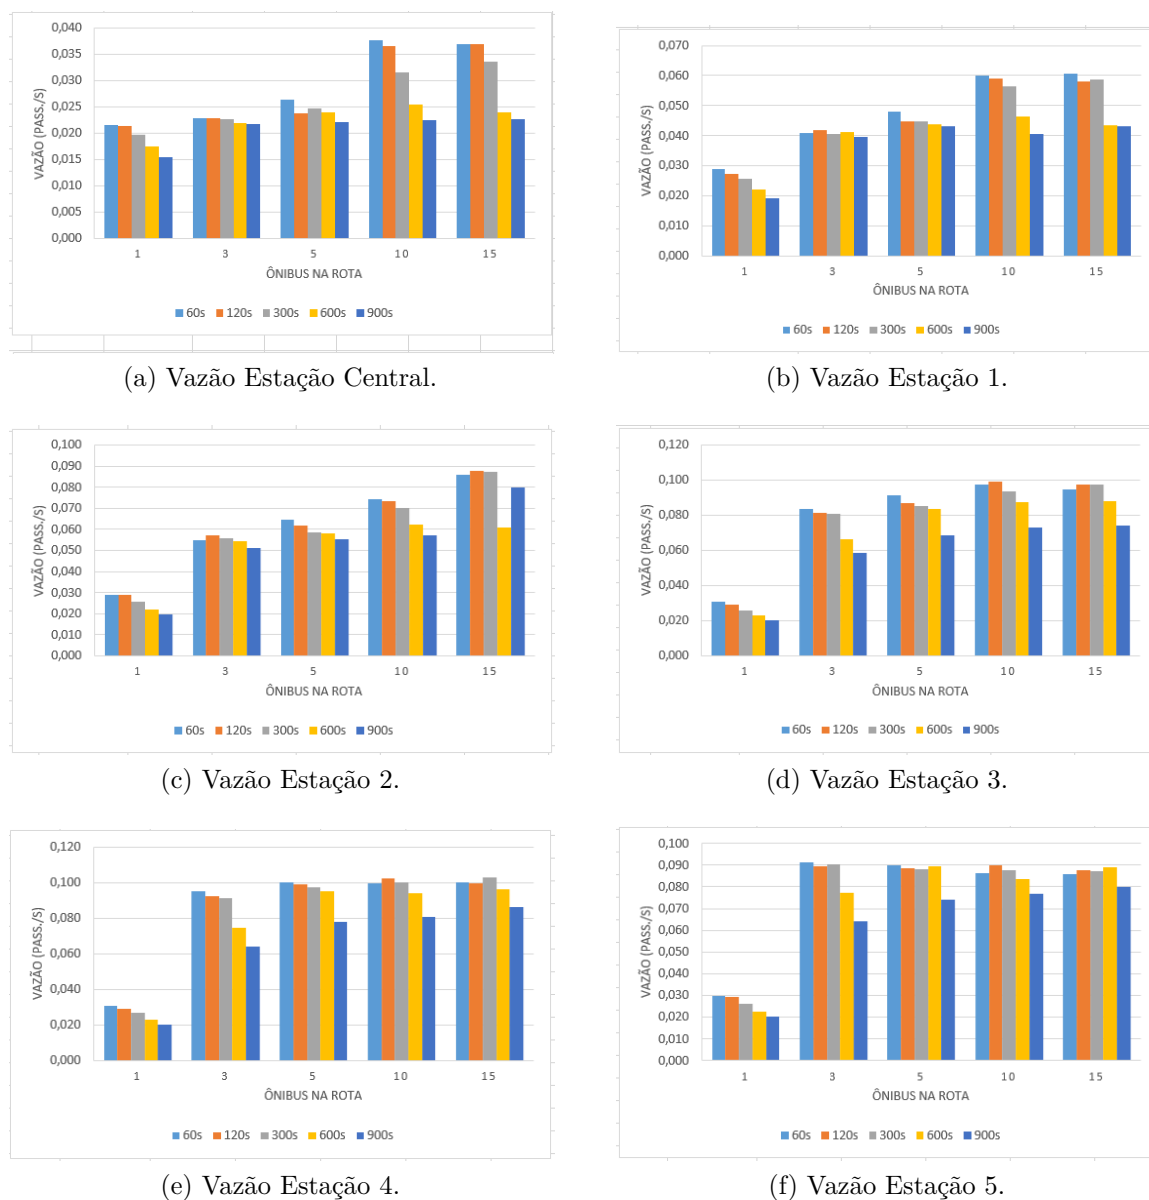 0,040
0,035
0,030
0,025
0,020
0,015
0,010
0,005
0,000
VAZÃO (PASS./S)
1 3 5 10 15
ÔNIBUS NA ROTA
60s 120s 300s 600s 900s
(a) Vazão Estação Central.
0,070
0,060
0,050
0,040
0,030
0,020
0,010
0,000
VAZÃO (PASS./S)
1 3 5 10 15
ÔNIBUS NA ROTA
60s 120s 300s 600s 900s
(b) Vazão Estação 1.
0,100
0,090
0,080
0,070
0,060
0,050
0,040
0,030
0,020
0,010
0,000
VAZÃO (PASS./S)
1 3 5 10 15
ÔNIBUS NA ROTA
60s 120s 300s 600s 900s
(c) Vazão Estação 2.
0,120
0,100
0,080
0,060
0,040
0,020
0,000
VAZÃO (PASS./S)
1 3 5 10 15
ÔNIBUS NA ROTA
60s 120s 300s 600s 900s
(d) Vazão Estação 3.
0,120
0,100
0,080
0,060
0,040
0,020
0,000
VAZÃO (PASS./S)
1 3 5 10 15
ÔNIBUS NA ROTA
60s 120s 300s 600s 900s
(e) Vazão Estação 4.
0,100
0,090
0,080
0,070
0,060
0,050
0,040
0,030
0,020
0,010
0,000
VAZÃO (PASS./S)
1 3 5 10 15
ÔNIBUS NA ROTA
60s 120s 300s 600s 900s
(f) Vazão Estação 5.